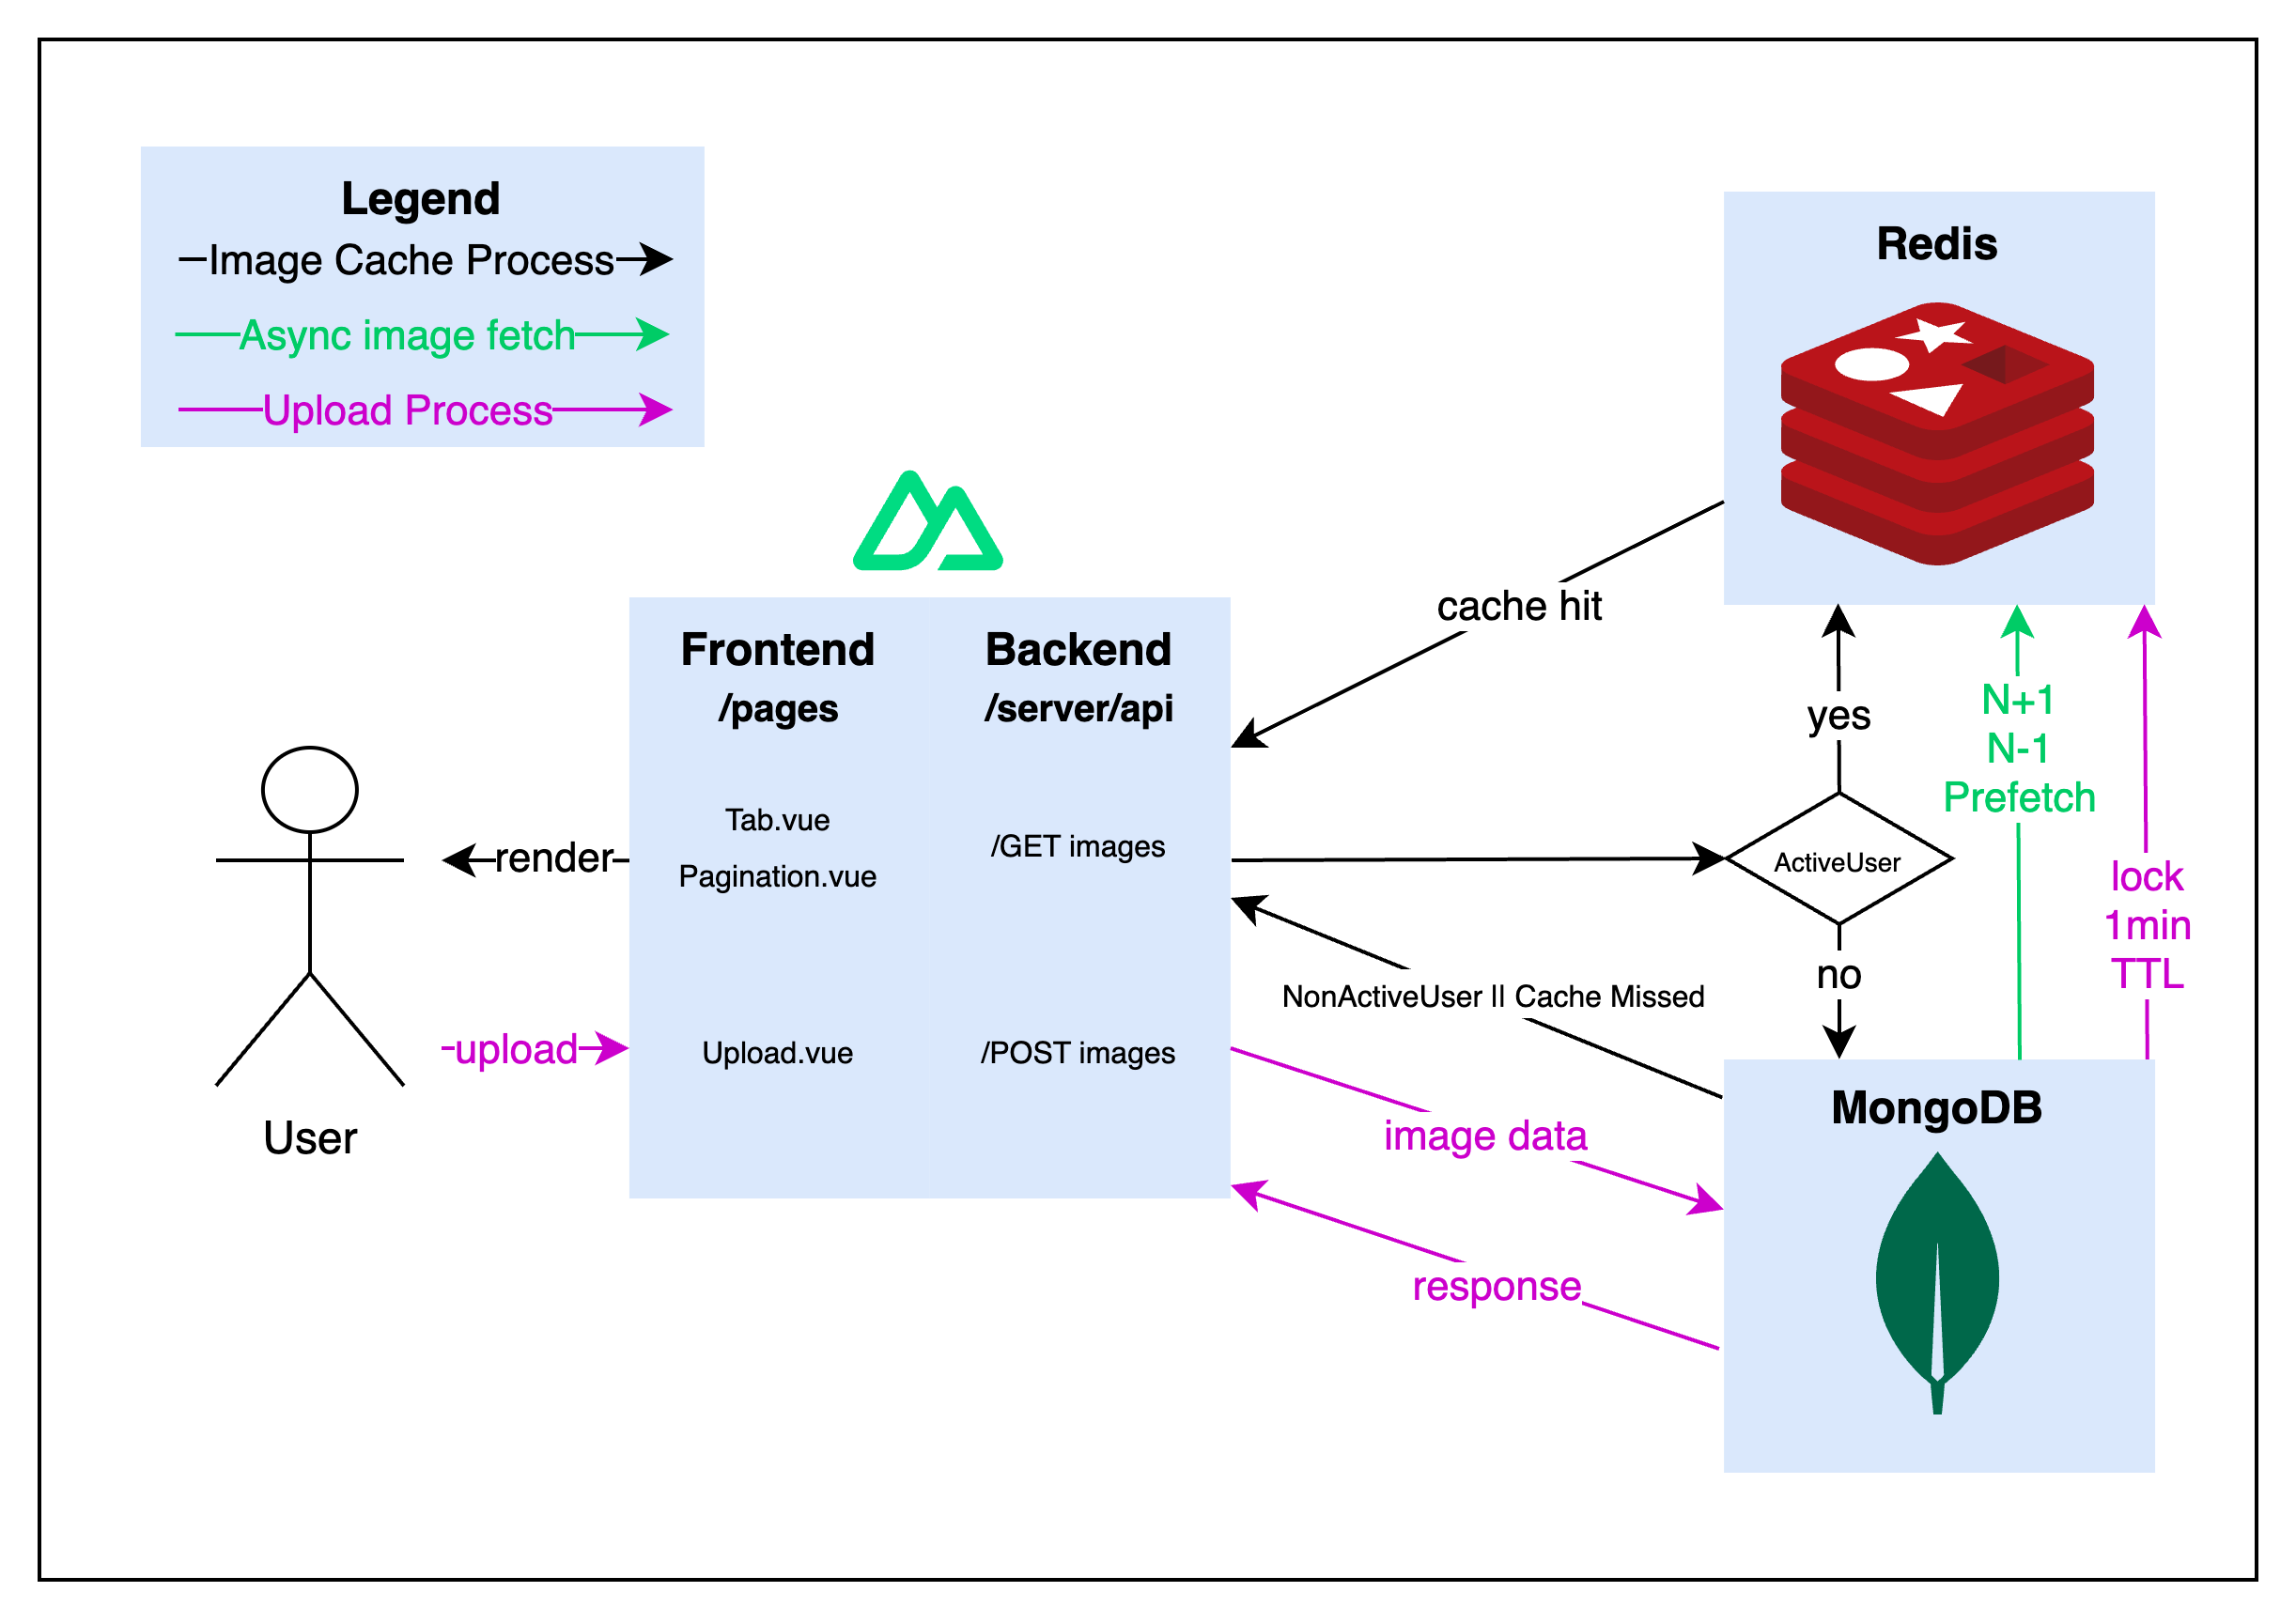 Legend
Image Cache Process
Async image fetch
Upload Process
Redis
cache hit
Frontend
/pages
Tab.vue
Pagination.vue
Upload.vue
Backend
/server/api
/GET images
/POST images
render
upload
User
yes
ActiveUser
no
N+1
N-1
Prefetch
lock
1min
TTL
NonActiveUser || Cache Missed
image data
response
MongoDB